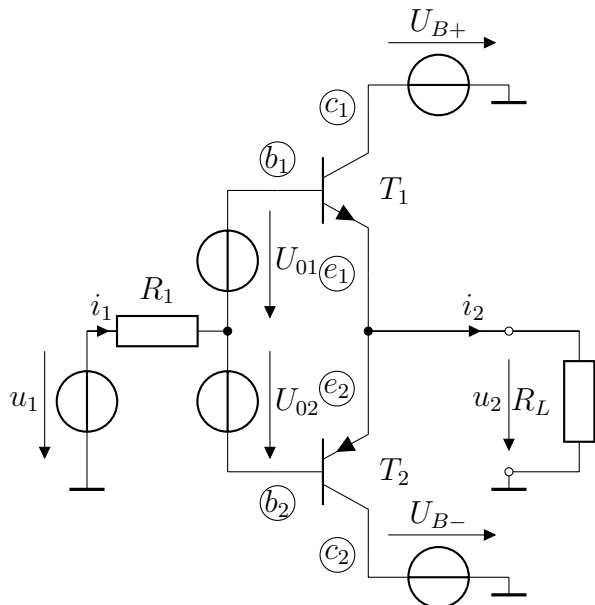 U_{B+}
c_1
b_1
T_1
U_{01}
e_1
i_1
R_1
i_2
u_1
U_{02}
e_2
u_2
R_L
T_2
b_2
U_{B-}
c_2